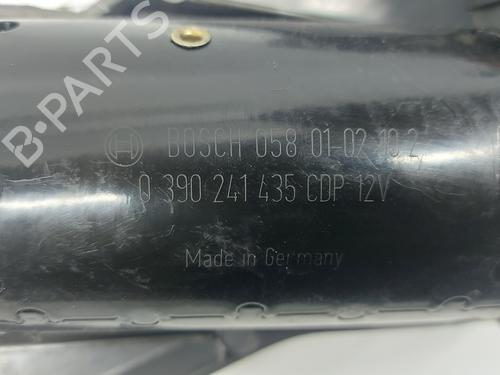 B-PARTS
BOSCH 058 01-02 10 2
0 390 241 435 CDP 12V
Made in Germany